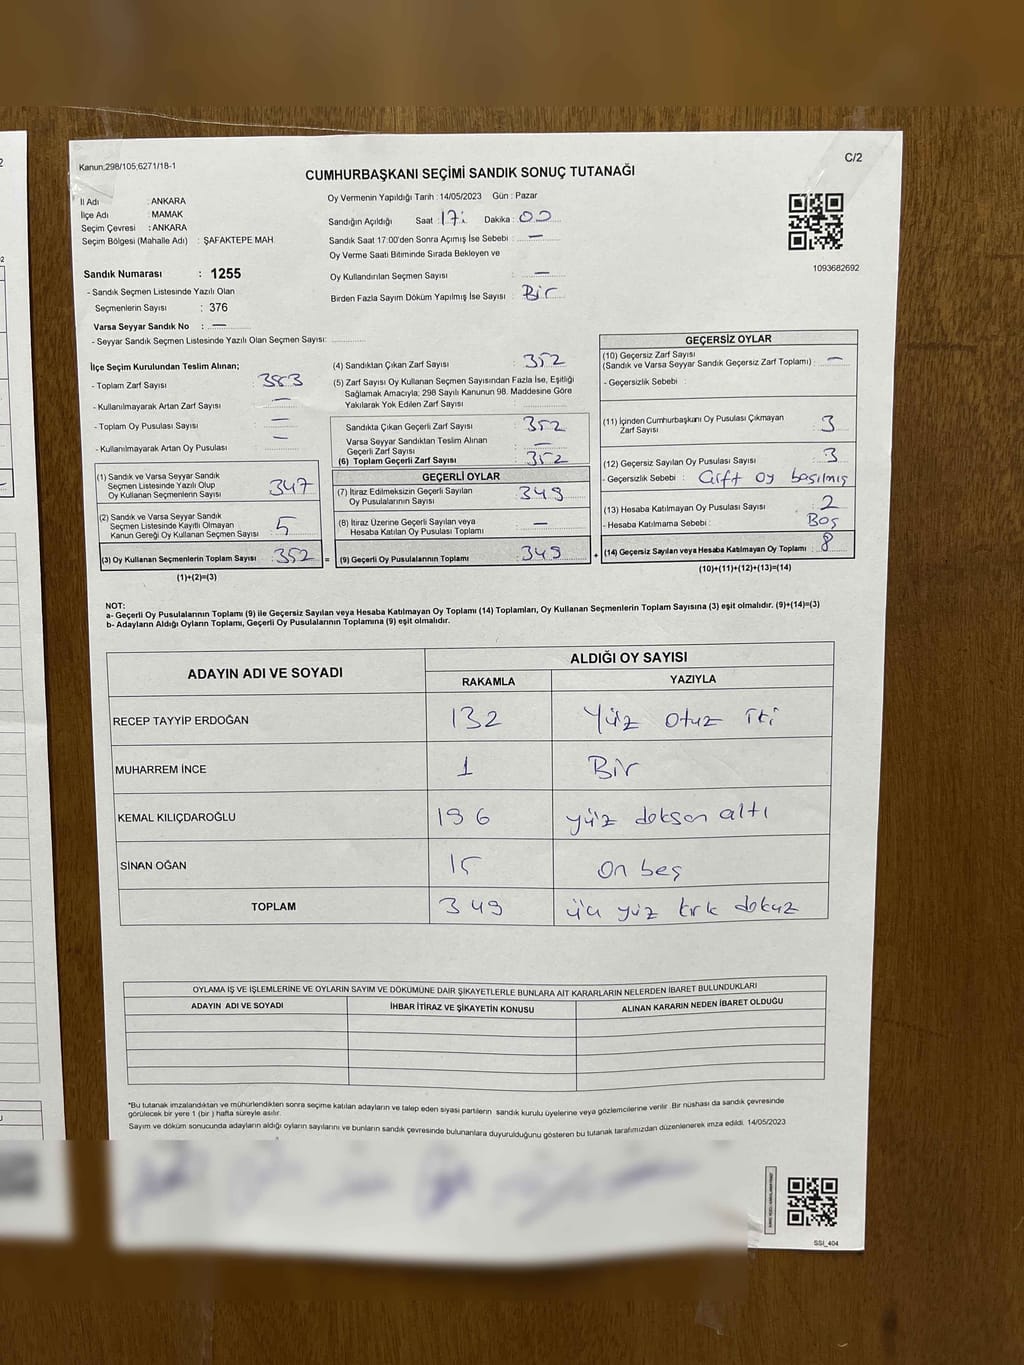 Kanun;298/105;6271/18-1
C/2
CUMHURBAŞKANI SEÇİMİ SANDIK SONUÇ TUTANAĞI
İl Adı : ANKARA
İlçe Adı : MAMAK
Seçim Çevresi : ANKARA
Seçim Bölgesi (Mahalle Adı) : ŞAFAKTEPE MAH.
Sandık Numarası : 1255
- Sandık Seçmen Listesinde Yazılı Olan
Seçmenlerin Sayısı : 376
Varsa Seyyar Sandık No : —
- Seyyar Sandık Seçmen Listesinde Yazılı Olan Seçmen Sayısı:
Oy Vermenin Yapıldığı Tarih : 14/05/2023 Gün : Pazar
Sandığın Açıldığı Saat : 17: Dakika : 00
Sandık Saat 17:00'den Sonra Açımış İse Sebebi : —
Oy Verme Saati Bitiminde Sırada Bekleyen ve
Oy Kullandırılan Seçmen Sayısı : —
Birden Fazla Sayım Döküm Yapılmış İse Sayısı : Bir
1093682692
İlçe Seçim Kurulundan Teslim Alınan;
- Toplam Zarf Sayısı : 383
- Kullanılmayarak Artan Zarf Sayısı : —
- Toplam Oy Pusulası Sayısı : —
- Kullanılmayarak Artan Oy Pusulası : —
(1) Sandık ve Varsa Seyyar Sandık
Seçmen Listesinde Yazılı Olup
Oy Kullanan Seçmenlerin Sayısı : 347
(2) Sandık ve Varsa Seyyar Sandık
Seçmen Listesinde Kayıtlı Olmayan
Kanun Gereği Oy Kullanan Seçmen Sayısı : 5
(3) Oy Kullanan Seçmenlerin Toplam Sayısı : 352
(1)+(2)=(3)
(4) Sandıktan Çıkan Zarf Sayısı : 352
(5) Zarf Sayısı Oy Kullanan Seçmen Sayısından Fazla İse, Eşitliği
Sağlamak Amacıyla; 298 Sayılı Kanunun 98. Maddesine Göre
Yakılarak Yok Edilen Zarf Sayısı :
Sandıkta Çıkan Geçerli Zarf Sayısı : 352
Varsa Seyyar Sandıktan Teslim Alınan
Geçerli Zarf Sayısı : —
(6) Toplam Geçerli Zarf Sayısı : 352
GEÇERLİ OYLAR
(7) İtiraz Edilmeksizin Geçerli Sayılan
Oy Pusulalarının Sayısı : 349
(8) İtiraz Üzerine Geçerli Sayılan veya
Hesaba Katılan Oy Pusulası Toplamı : —
= (9) Geçerli Oy Pusulalarının Toplamı : 349
GEÇERSİZ OYLAR
(10) Geçersiz Zarf Sayısı
(Sandık ve Varsa Seyyar Sandık Geçersiz Zarf Toplamı) : —
- Geçersizlik Sebebi :
(11) İçinden Cumhurbaşkanı Oy Pusulası Çıkmayan
Zarf Sayısı : 3
(12) Geçersiz Sayılan Oy Pusulası Sayısı : 3
- Geçersizlik Sebebi : Çift oy basılmış
(13) Hesaba Katılmayan Oy Pusulası Sayısı : 2
- Hesaba Katılmama Sebebi : Boş
+ (14) Geçersiz Sayılan veya Hesaba Katılmayan Oy Toplamı : 8
(10)+(11)+(12)+(13)=(14)
NOT:
a- Geçerli Oy Pusulalarının Toplamı (9) ile Geçersiz Sayılan veya Hesaba Katılmayan Oy Toplamı (14) Toplamları, Oy Kullanan Seçmenlerin Toplam Sayısına (3) eşit olmalıdır. (9)+(14)=(3)
b- Adayların Aldığı Oyların Toplamı, Geçerli Oy Pusulalarının Toplamına (9) eşit olmalıdır.
ADAYIN ADI VE SOYADI
ALDIĞI OY SAYISI
RAKAMLA YAZIYLA
RECEP TAYYİP ERDOĞAN 132 Yüz otuz iki
MUHARREM İNCE 1 Bir
KEMAL KILIÇDAROĞLU 196 yüz doksan altı
SİNAN OĞAN 15 On beş
TOPLAM 349 üç yüz kırk dokuz
OYLAMA İŞ VE İŞLEMLERİNE VE OYLARIN SAYIM VE DÖKÜMÜNE DAİR ŞİKAYETLERLE BUNLARA AİT KARARLARIN NELERDEN İBARET BULUNDUKLARI
ADAYIN ADI VE SOYADI İHBAR İTİRAZ VE ŞİKAYETİN KONUSU ALINAN KARARIN NEDEN İBARET OLDUĞU
*Bu tutanak imzalandıktan ve mühürlendikten sonra seçime katılan adayların ve talep eden siyasi partilerin sandık kurulu üyelerine veya gözlemcilerine verilir. Bir nüshası da sandık çevresinde
görülecek bir yere 1 (bir ) hafta süreyle asılır.
Sayım ve döküm sonucunda adayların aldığı oyların sayılarını ve bunların sandık çevresinde bulunanlara duyurulduğunu gösteren bu tutanak tarafımızdan düzenlenerek imza edildi. 14/05/2023
SSI_404